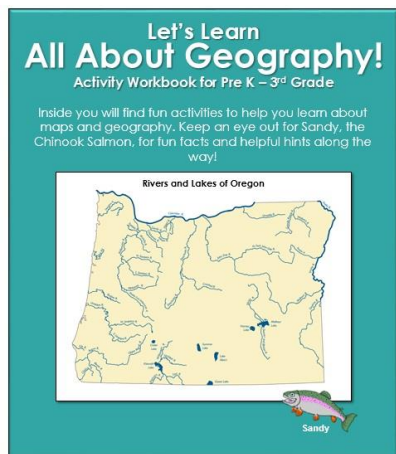 Let's Learn
All About Geography!
Activity Workbook for Pre K – 3rd Grade
Inside you will find fun activities to help you learn about
maps and geography. Keep an eye out for Sandy, the
Chinook Salmon, for fun facts and helpful hints along the
way!
Rivers and Lakes of Oregon
Sandy